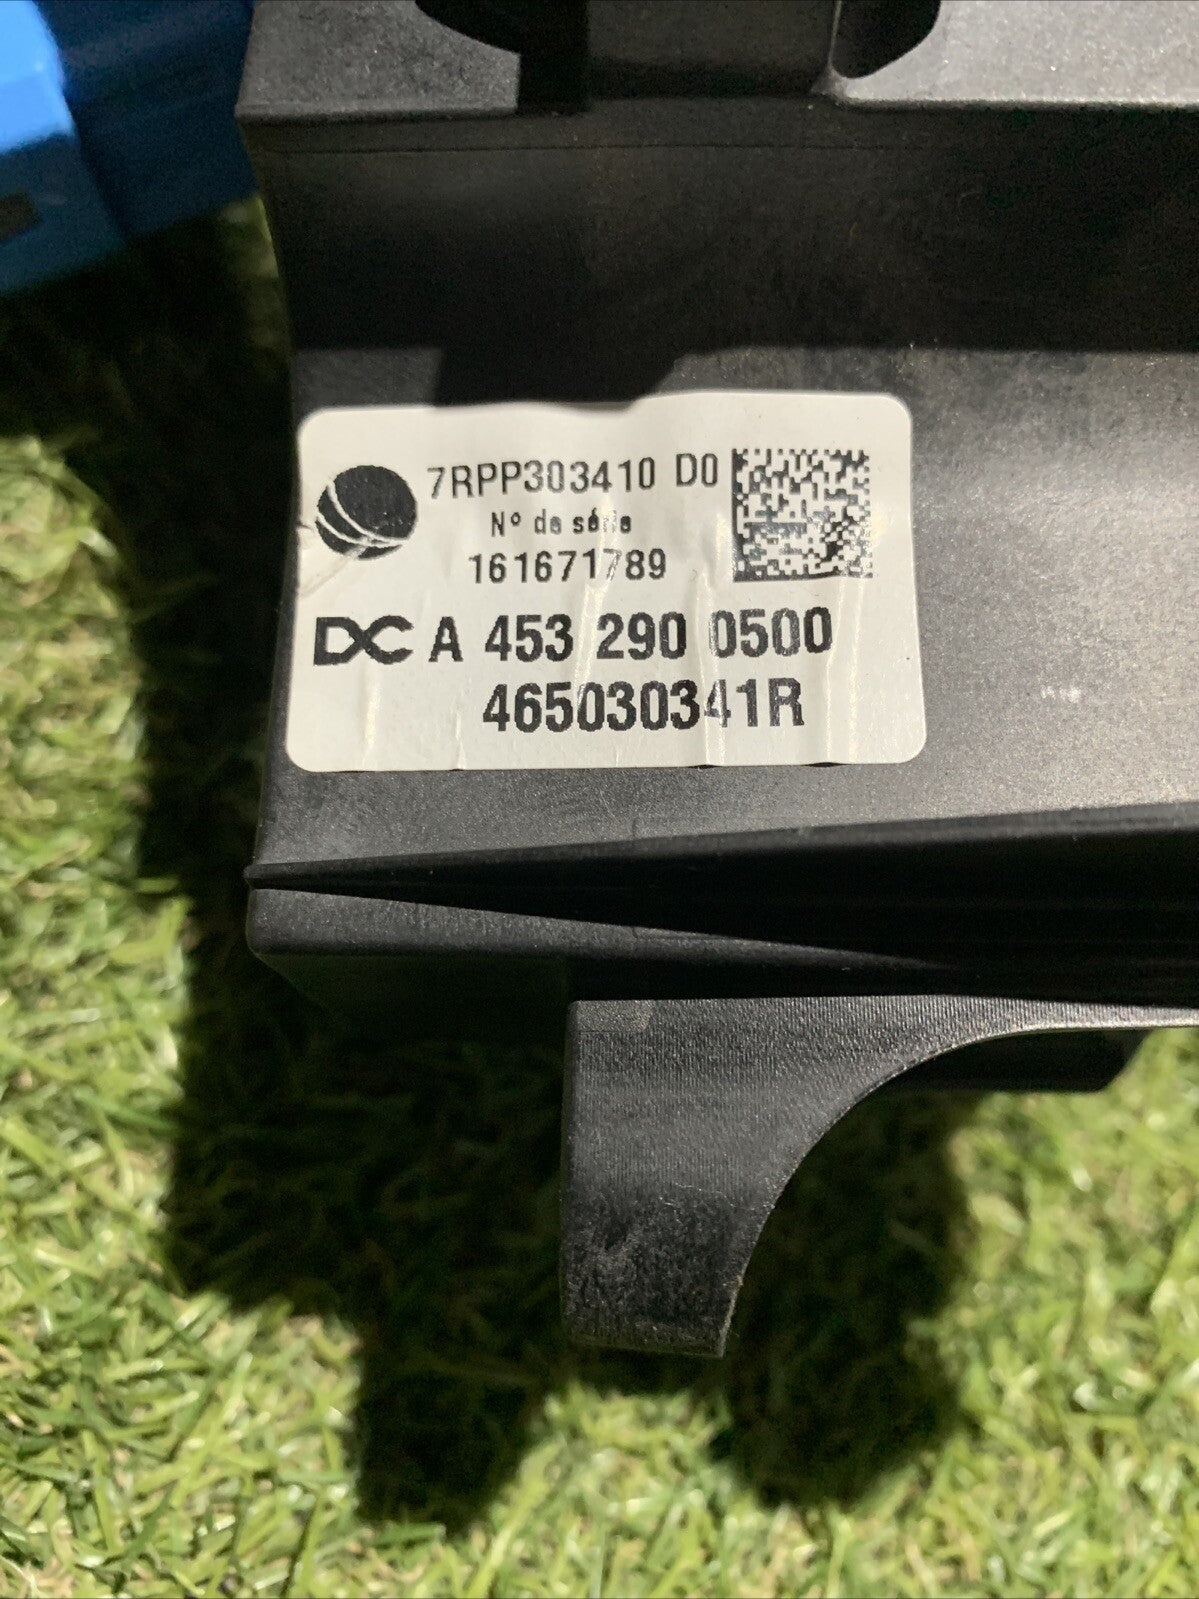 7RPP303410 D0
Nº de série
161671789
DC A 453 290 0500
465030341R